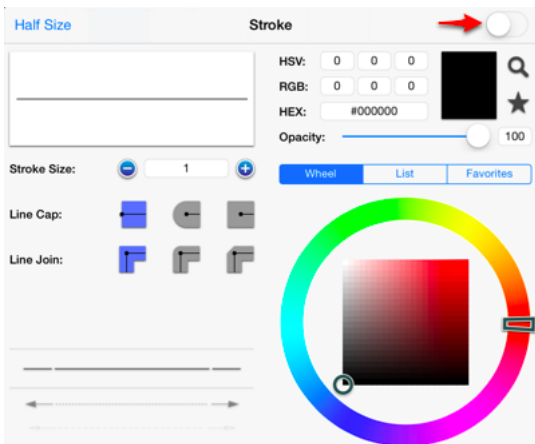 Half Size
Stroke
HSV: 0 0 0
RGB: 0 0 0
HEX: #000000
Opacity: 100
Stroke Size: 1
Wheel List Favorites
Line Cap:
Line Join: